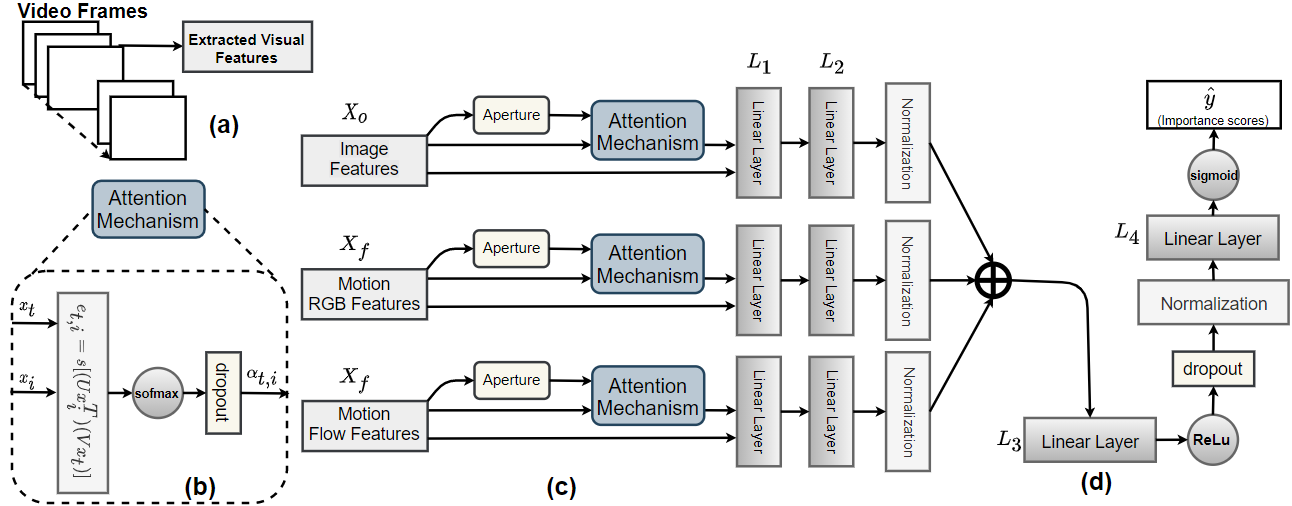 Video Frames
Extracted Visual
Features
(a)
Attention
Mechanism
x_t
x_i
e_{t,i} = s[(Ux_i^T)(Vx_t)]
sofmax
dropout
α_{t,i}
(b)
X_o
Image
Features
Aperture
Attention
Mechanism
L_1
Linear Layer
L_2
Linear Layer
Normalization
X_f
Motion
RGB Features
Aperture
Attention
Mechanism
Linear Layer
Linear Layer
Normalization
X_f
Motion
Flow Features
Aperture
Attention
Mechanism
Linear Layer
Linear Layer
Normalization
(c)
ŷ
(Importance scores)
sigmoid
L_4
Linear Layer
Normalization
dropout
ReLu
L_3
Linear Layer
(d)